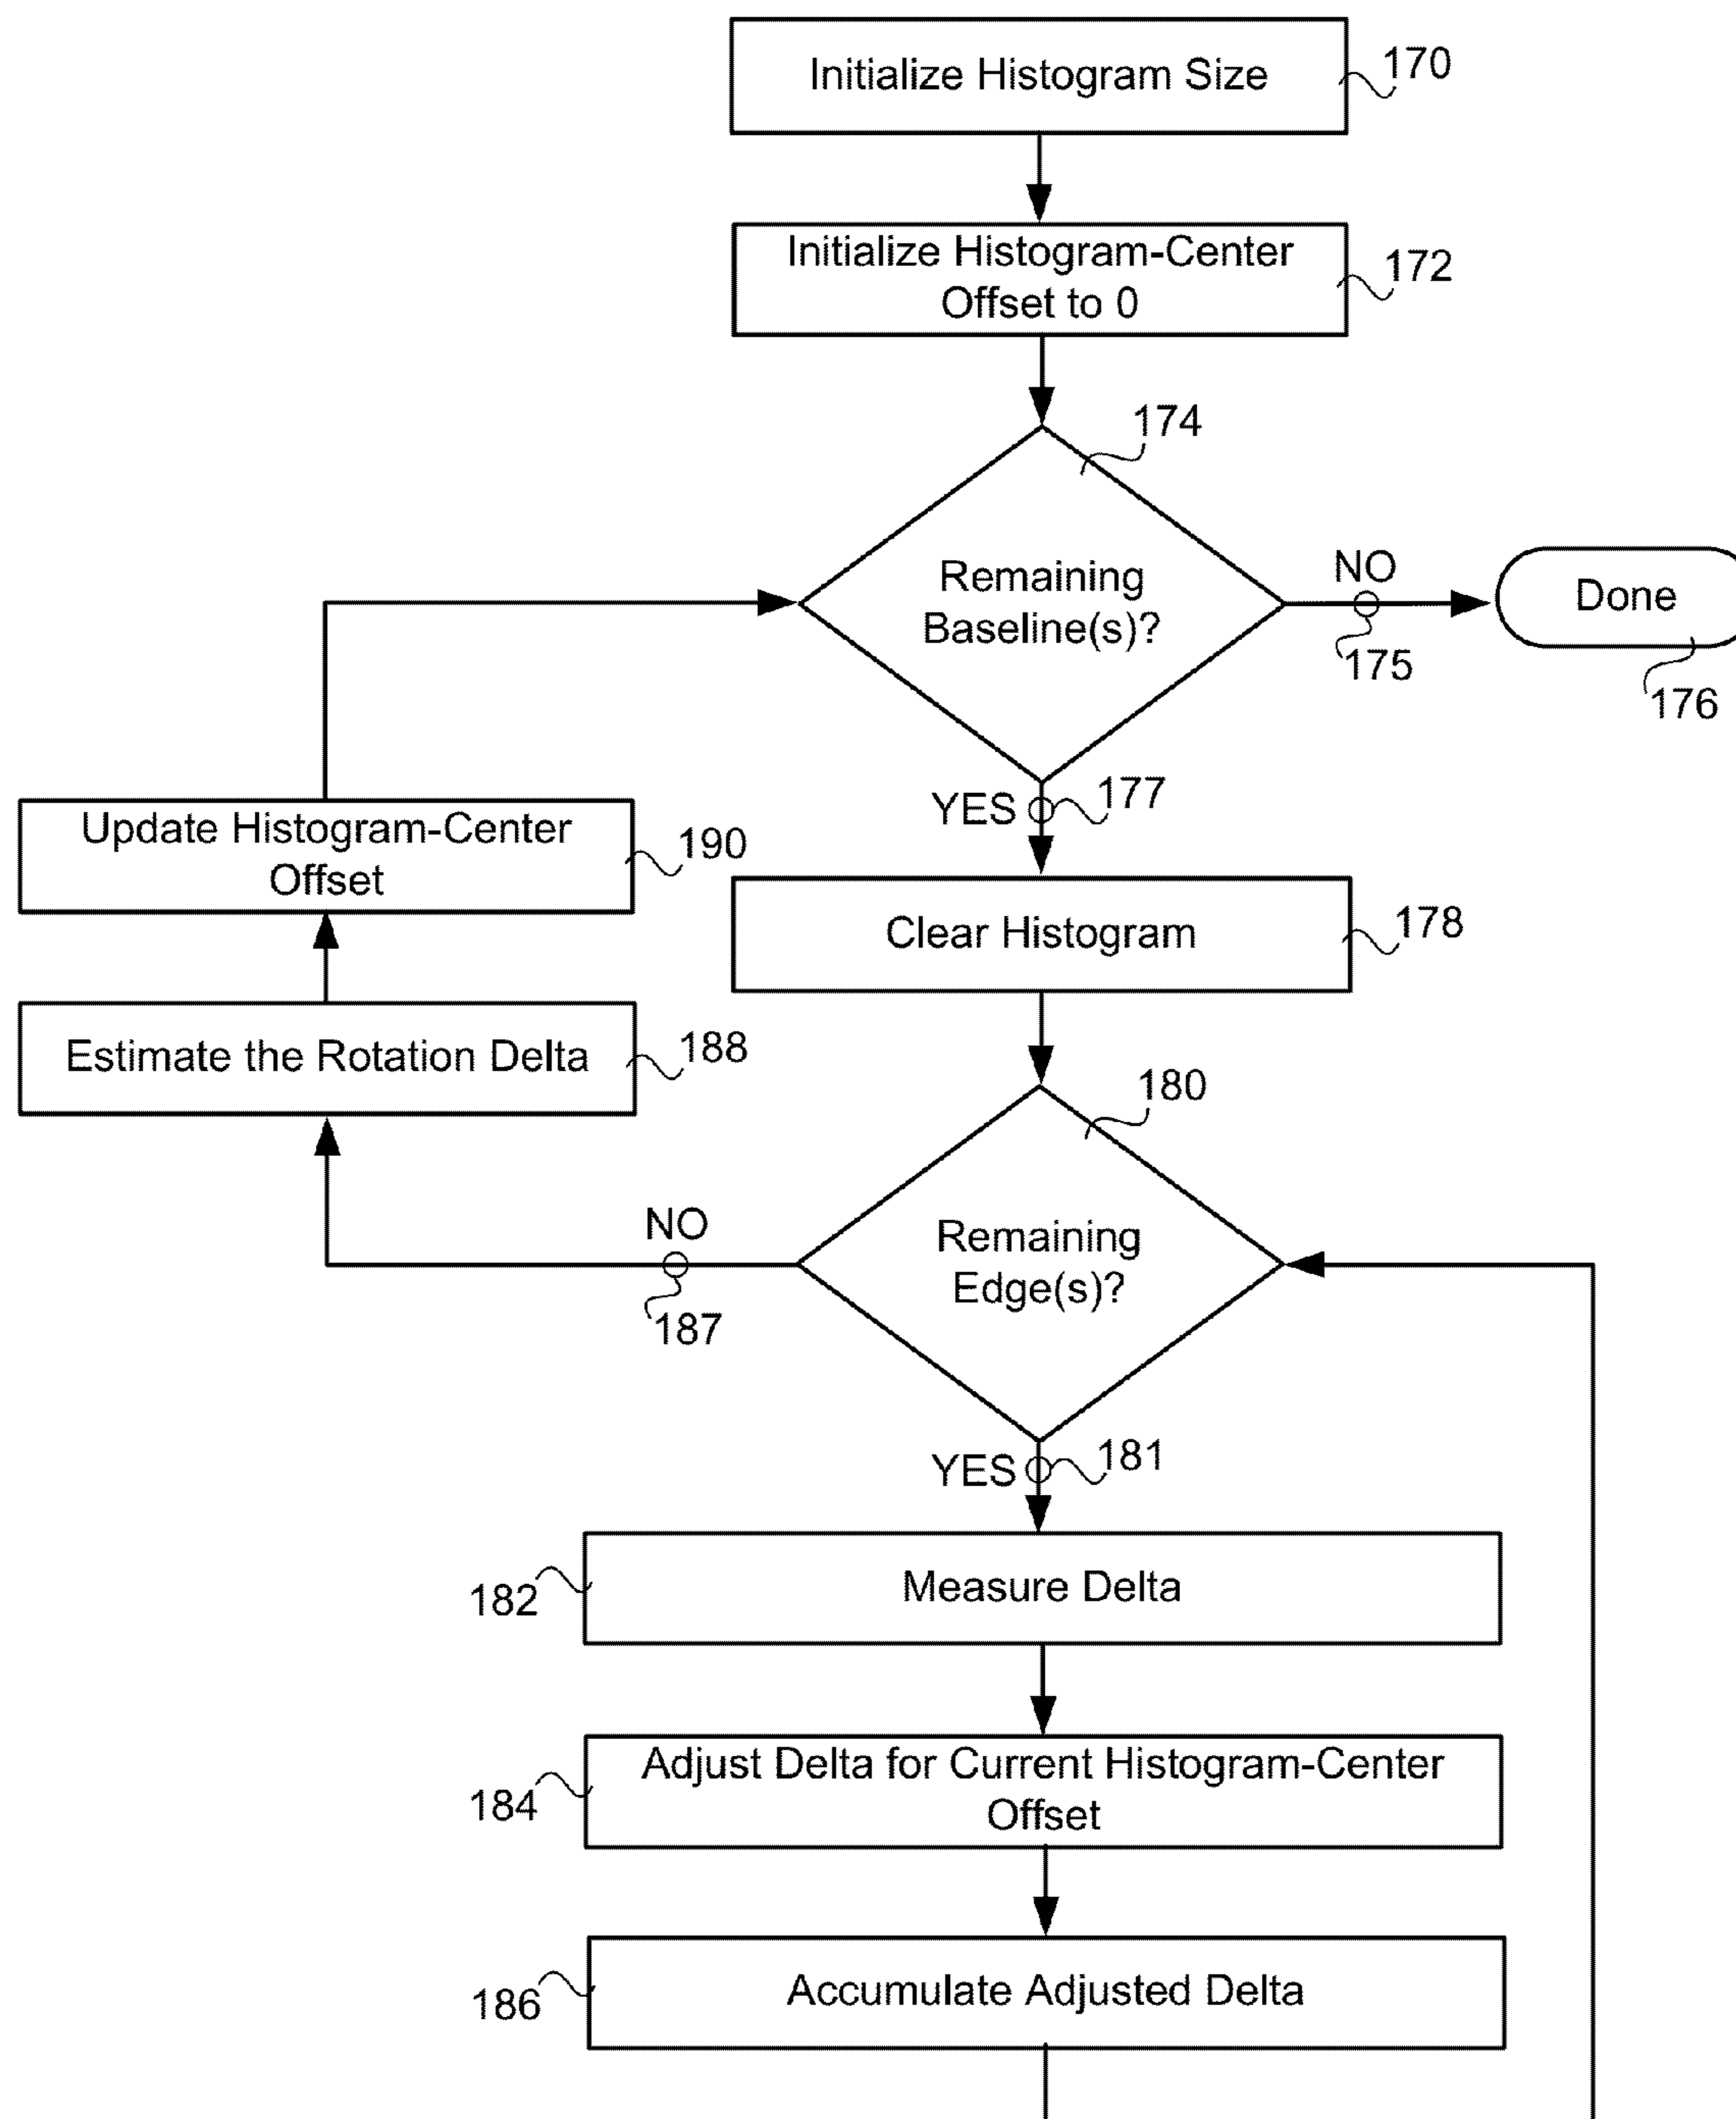 Initialize Histogram Size
170
Initialize Histogram-Center
Offset to 0
172
174
Remaining
Baseline(s)?
NO
175
Done
176
YES
177
Update Histogram-Center
Offset
190
Clear Histogram
178
Estimate the Rotation Delta
188
180
Remaining
Edge(s)?
NO
187
YES
181
Measure Delta
182
Adjust Delta for Current Histogram-Center
Offset
184
Accumulate Adjusted Delta
186